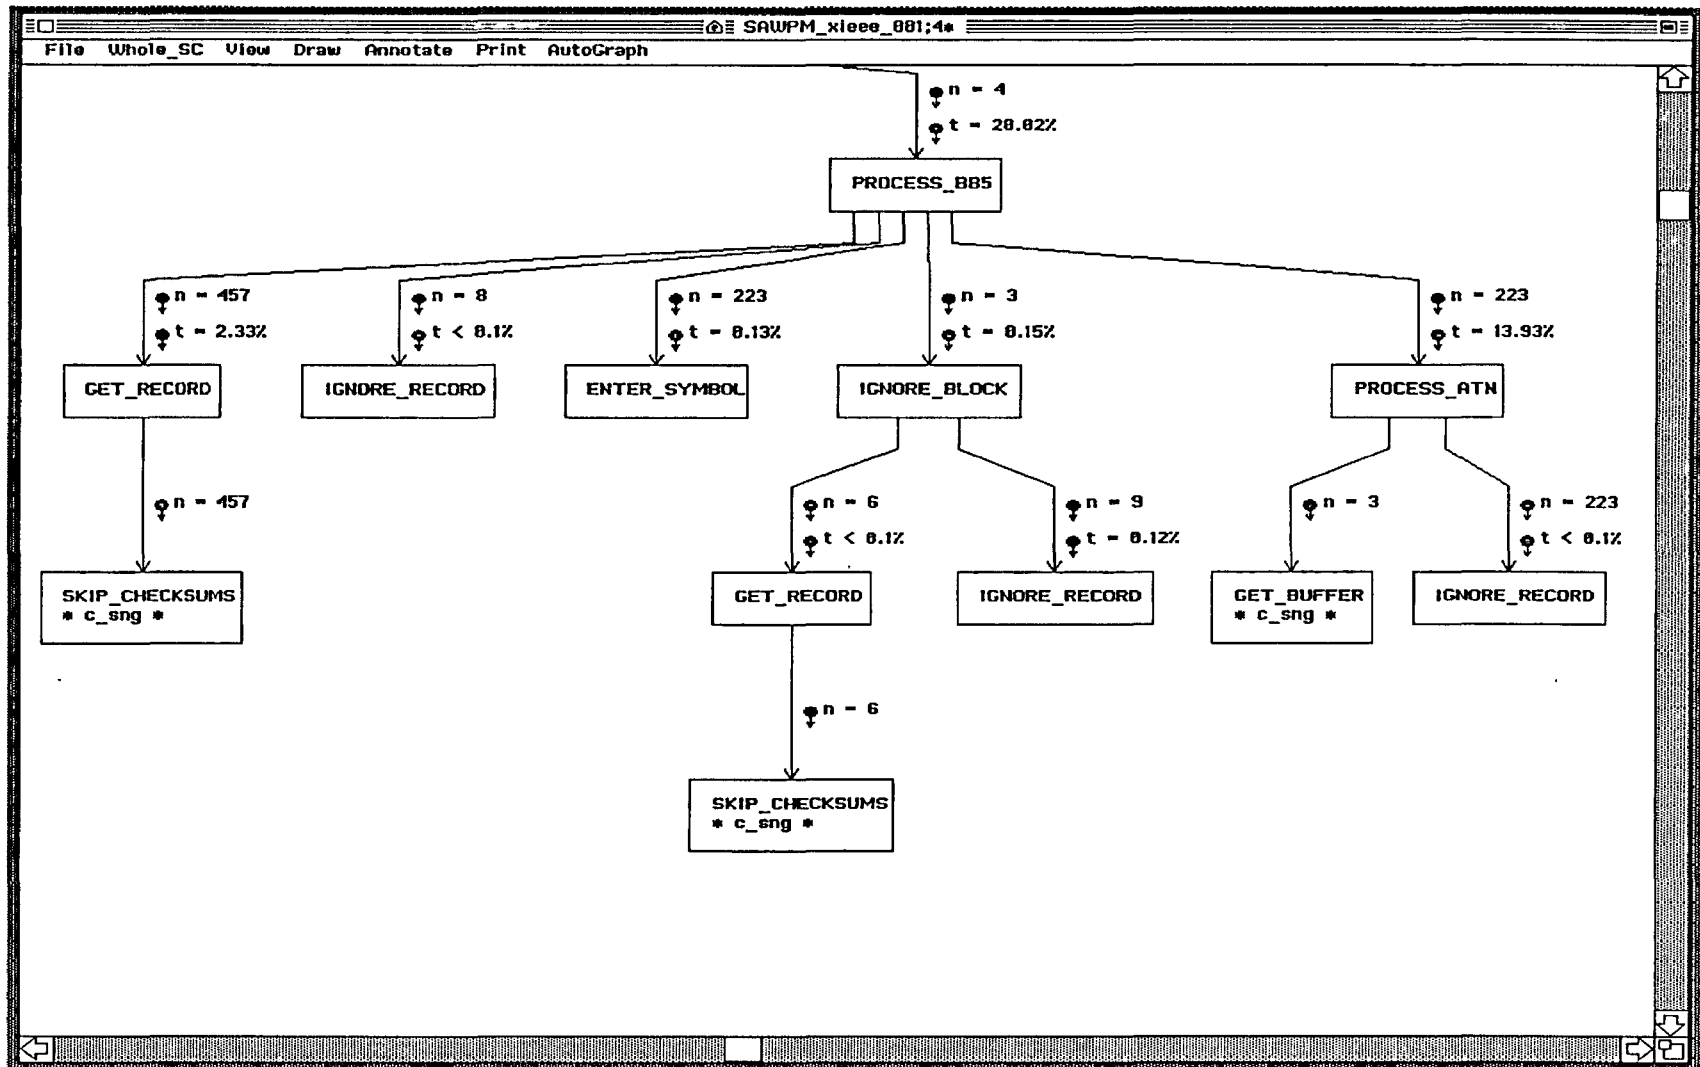 SAWPM_xieee_001;4*
File Whole_SC View Draw Annotate Print AutoGraph
n = 4
t = 20.02%
PROCESS_BB5
n = 457
t = 2.33%
n = 8
t < 0.1%
n = 223
t = 0.13%
n = 3
t = 0.15%
n = 223
t = 13.93%
GET_RECORD
IGNORE_RECORD
ENTER_SYMBOL
IGNORE_BLOCK
PROCESS_ATN
n = 457
n = 6
t < 0.1%
n = 9
t = 0.12%
n = 3
n = 223
t < 0.1%
SKIP_CHECKSUMS
* c_sng *
GET_RECORD
IGNORE_RECORD
GET_BUFFER
* c_sng *
IGNORE_RECORD
n = 6
SKIP_CHECKSUMS
* c_sng *